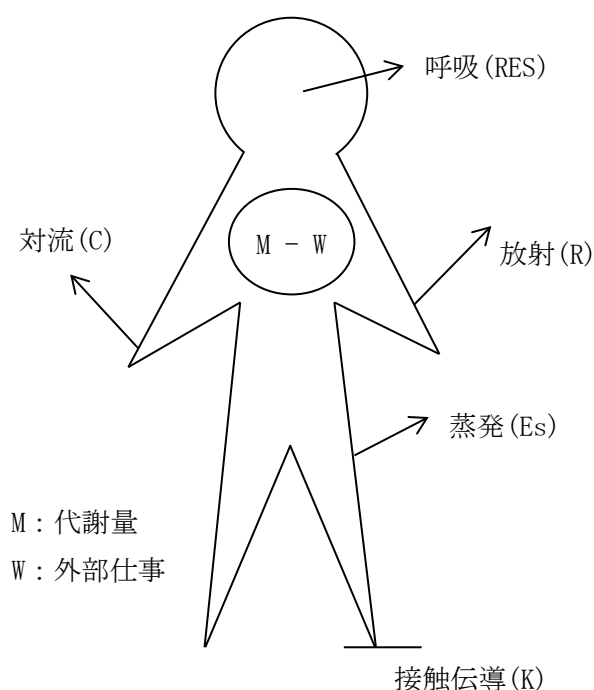 呼吸(RES)
対流(C)
M － W
放射(R)
蒸発(Es)
M：代謝量
W：外部仕事
接触伝導(K)